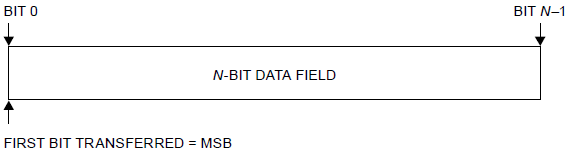 BIT 0
BIT N–1
N-BIT DATA FIELD
FIRST BIT TRANSFERRED = MSB